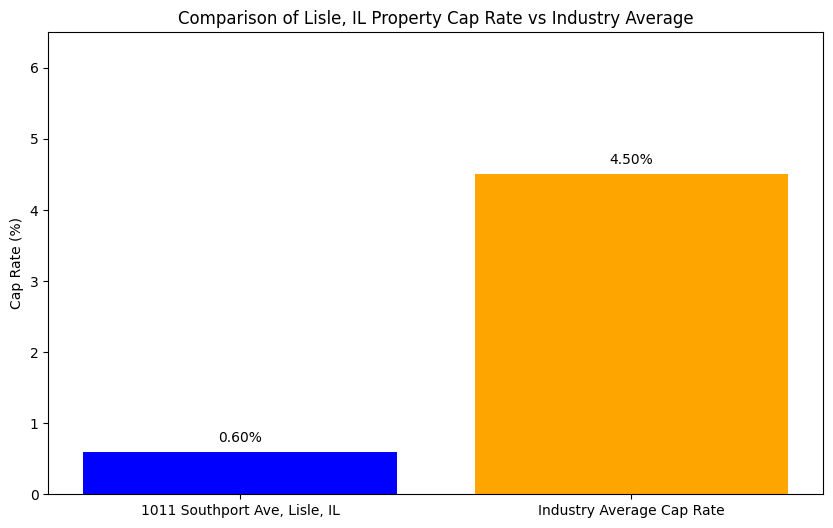 Comparison of Lisle, IL Property Cap Rate vs Industry Average
Cap Rate (%)
6
5
4
3
2
1
0
0.60%
4.50%
1011 Southport Ave, Lisle, IL
Industry Average Cap Rate